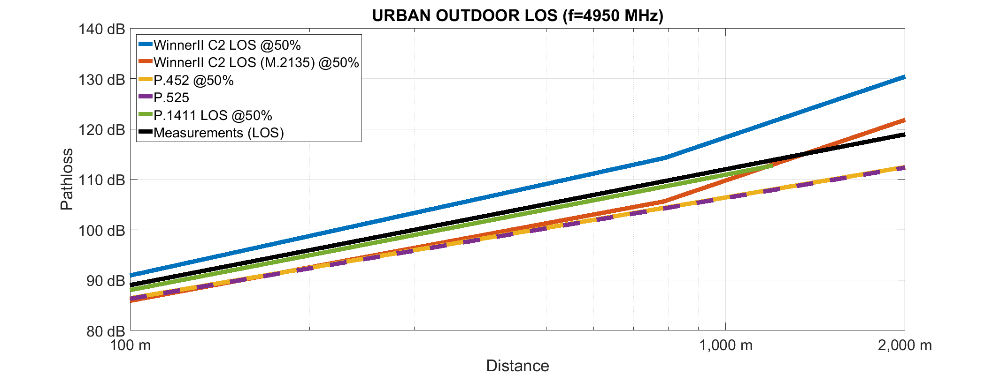 URBAN OUTDOOR LOS (f=4950 MHz)
140 dB
130 dB
120 dB
110 dB
100 dB
90 dB
80 dB
Pathloss
WinnerII C2 LOS @50%
WinnerII C2 LOS (M.2135) @50%
P.452 @50%
P.525
P.1411 LOS @50%
Measurements (LOS)
100 m
1,000 m
2,000 m
Distance